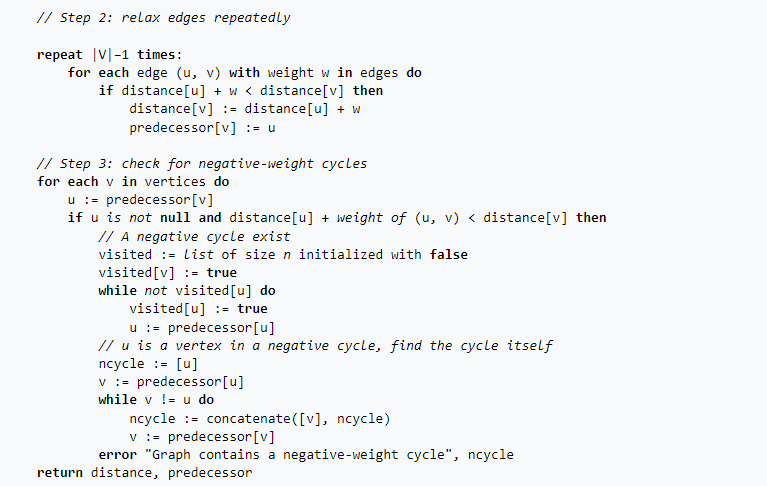 // Step 2: relax edges repeatedly

repeat |V|−1 times:
    for each edge (u, v) with weight w in edges do
        if distance[u] + w < distance[v] then
            distance[v] := distance[u] + w
            predecessor[v] := u

// Step 3: check for negative-weight cycles
for each v in vertices do
    u := predecessor[v]
    if u is not null and distance[u] + weight of (u, v) < distance[v] then
        // A negative cycle exist
        visited := list of size n initialized with false
        visited[v] := true
        while not visited[u] do
            visited[u] := true
            u := predecessor[u]
        // u is a vertex in a negative cycle, find the cycle itself
        ncycle := [u]
        v := predecessor[u]
        while v != u do
            ncycle := concatenate([v], ncycle)
            v := predecessor[v]
        error "Graph contains a negative-weight cycle", ncycle
return distance, predecessor